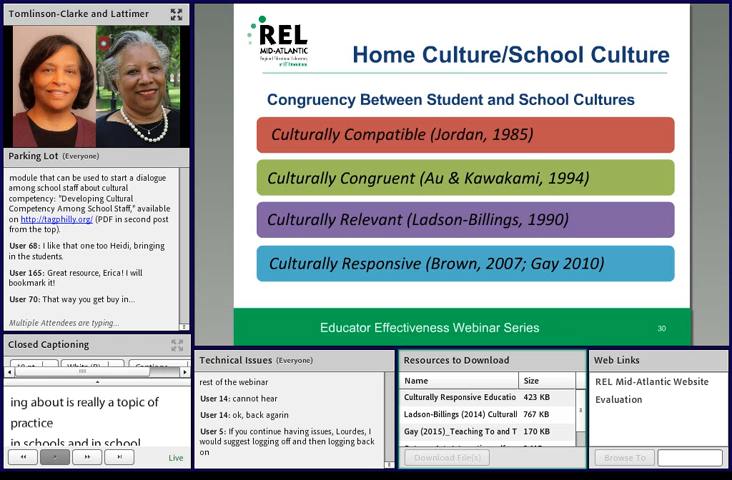 Tomlinson-Clarke and Lattimer
Parking Lot (Everyone)
module that can be used to start a dialogue
among school staff about cultural
competency: "Developing Cultural
Competency Among School Staff," available
on http://tagphilly.org/ (PDF in second post
from the top).
User 68: I like that one too Heidi, bringing
in the students.
User 165: Great resource, Erica! I will
bookmark it!
User 70: That way you get buy in...
Multiple Attendees are typing...
Closed Captioning
ing about is really a topic of
practice
in schools and in school
Live
REL
MID-ATLANTIC
Home Culture/School Culture
Congruency Between Student and School Cultures
Culturally Compatible (Jordan, 1985)
Culturally Congruent (Au & Kawakami, 1994)
Culturally Relevant (Ladson-Billings, 1990)
Culturally Responsive (Brown, 2007; Gay 2010)
Educator Effectiveness Webinar Series
30
Technical Issues (Everyone)
rest of the webinar
User 14: cannot hear
User 14: ok, back again
User 5: If you continue having issues, Lourdes, I
would suggest logging off and then logging back
on
Resources to Download
Name Size
Culturally Responsive Educatio 423 KB
Ladson-Billings (2014) Culturall 767 KB
Gay (2015)_Teaching To and T 170 KB
Download File(s)
Web Links
REL Mid-Atlantic Website
Evaluation
Browse To